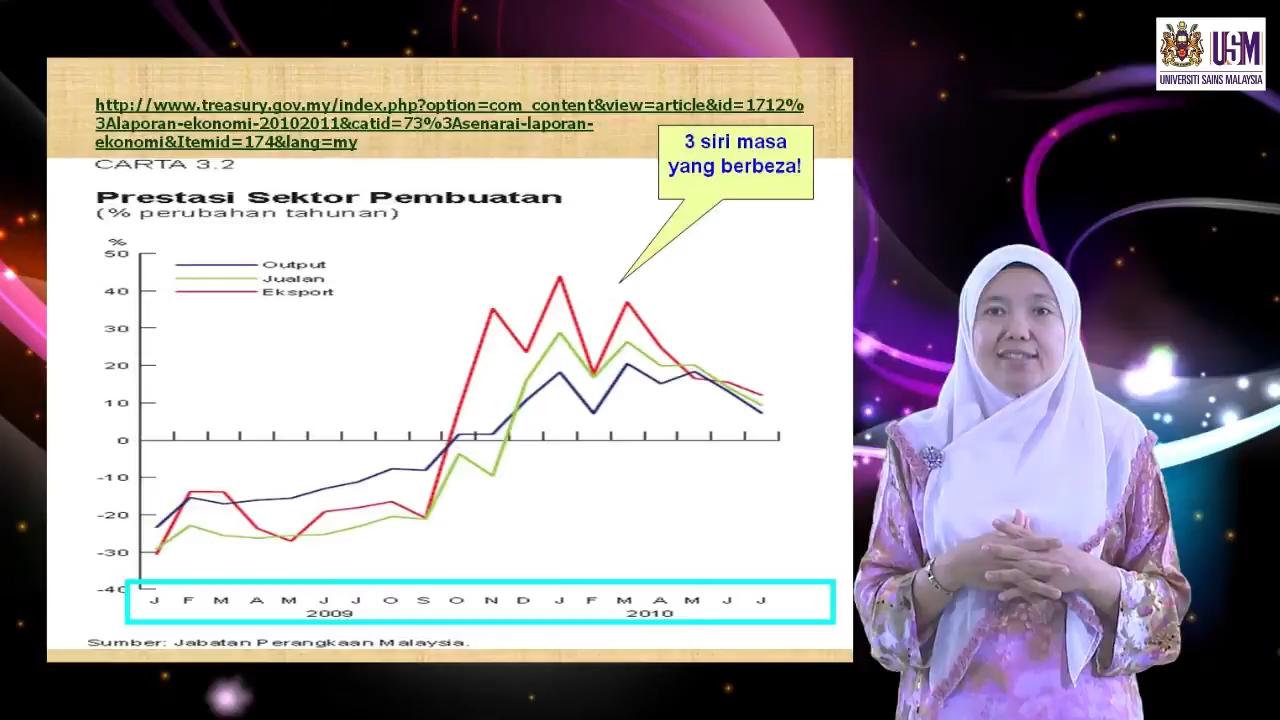 USM
UNIVERSITI SAINS MALAYSIA
http://www.treasury.gov.my/index.php?option=com_content&view=article&id=1712%
3Alaporan-ekonomi-20102011&catid=73%3Asenarai-laporan-
ekonomi&Itemid=174&lang=my
3 siri masa
yang berbeza!
CARTA 3.2
Prestasi Sektor Pembuatan
(% perubahan tahunan)
%
50
Output
Jualan
40
Eksport
30
20
10
0
-10
-20
-30
-40
J F M A M J J O S O N D J F M A M J J
2009 2010
Sumber: Jabatan Perangkaan Malaysia.